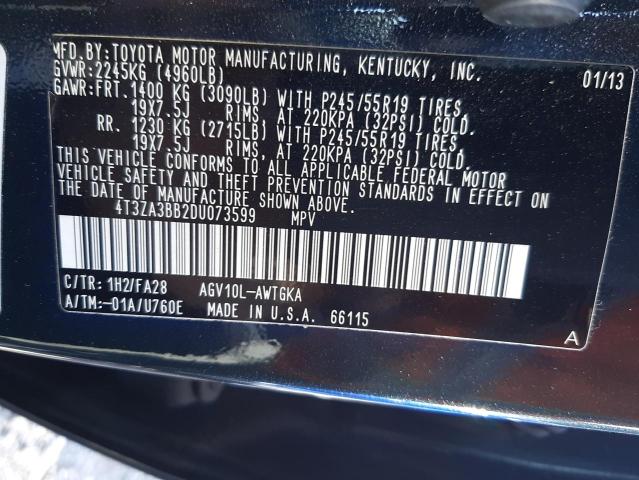 MFD.BY:TOYOTA MOTOR MANUFACTURING, KENTUCKY, INC.
GVWR:2245KG (4960LB) 01/13
GAWR:FRT. 1400 KG (3090LB) WITH P245/55R19 TIRES
19X7.5J RIMS, AT 220KPA (32PSI) COLD.
RR. 1230 KG (2715LB) WITH P245/55R19 TIRES,
19X7.5J RIMS, AT 220KPA (32PSI) COLD.
THIS VEHICLE CONFORMS TO ALL APPLICABLE FEDERAL MOTOR
VEHICLE SAFETY AND THEFT PREVENTION STANDARDS IN EFFECT ON
THE DATE OF MANUFACTURE SHOWN ABOVE.
4T3ZA3BB2DU073599 MPV
C/TR: 1H2/FA28 AGV10L-AWTGKA
A/TM:-01A/U760E MADE IN U.S.A. 66115
A